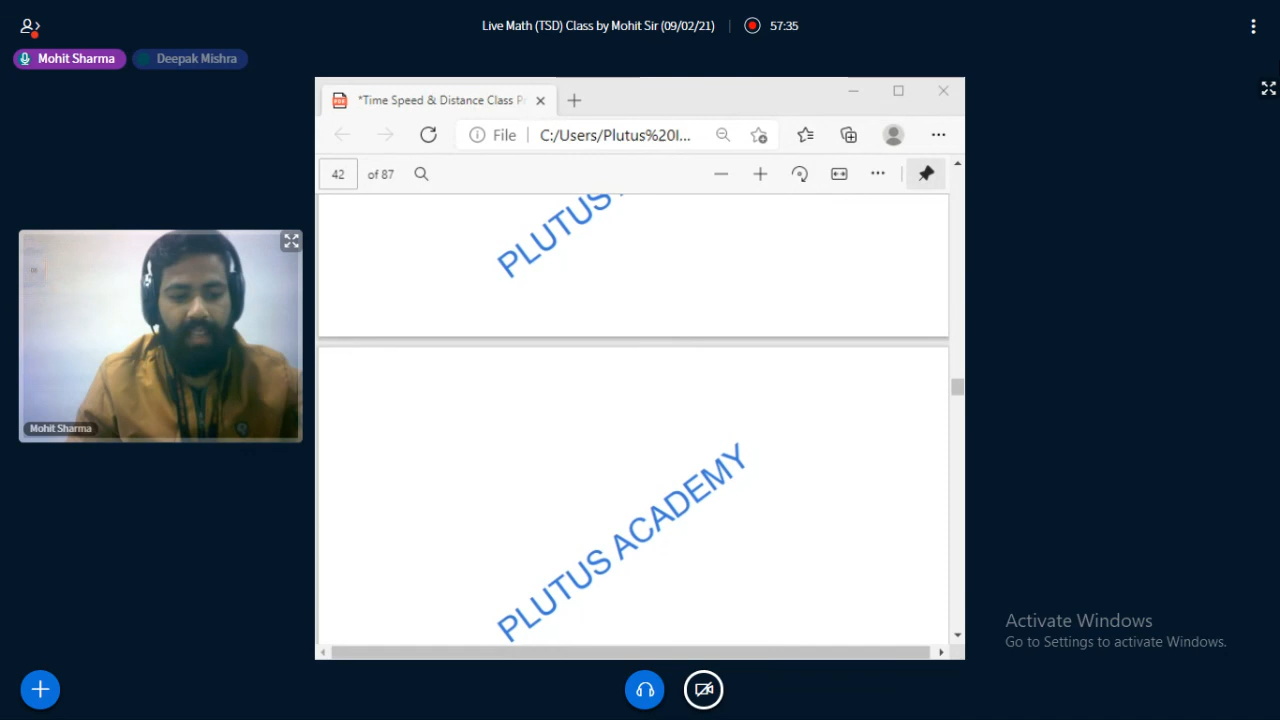 Live Math (TSD) Class by Mohit Sir (09/02/21)
57:35
Mohit Sharma
Deepak Mishra
*Time Speed & Distance Class P
File
C:/Users/Plutus%20I...
42
of 87
PLUTUS
PLUTUS ACADEMY
Mohit Sharma
Activate Windows
Go to Settings to activate Windows.